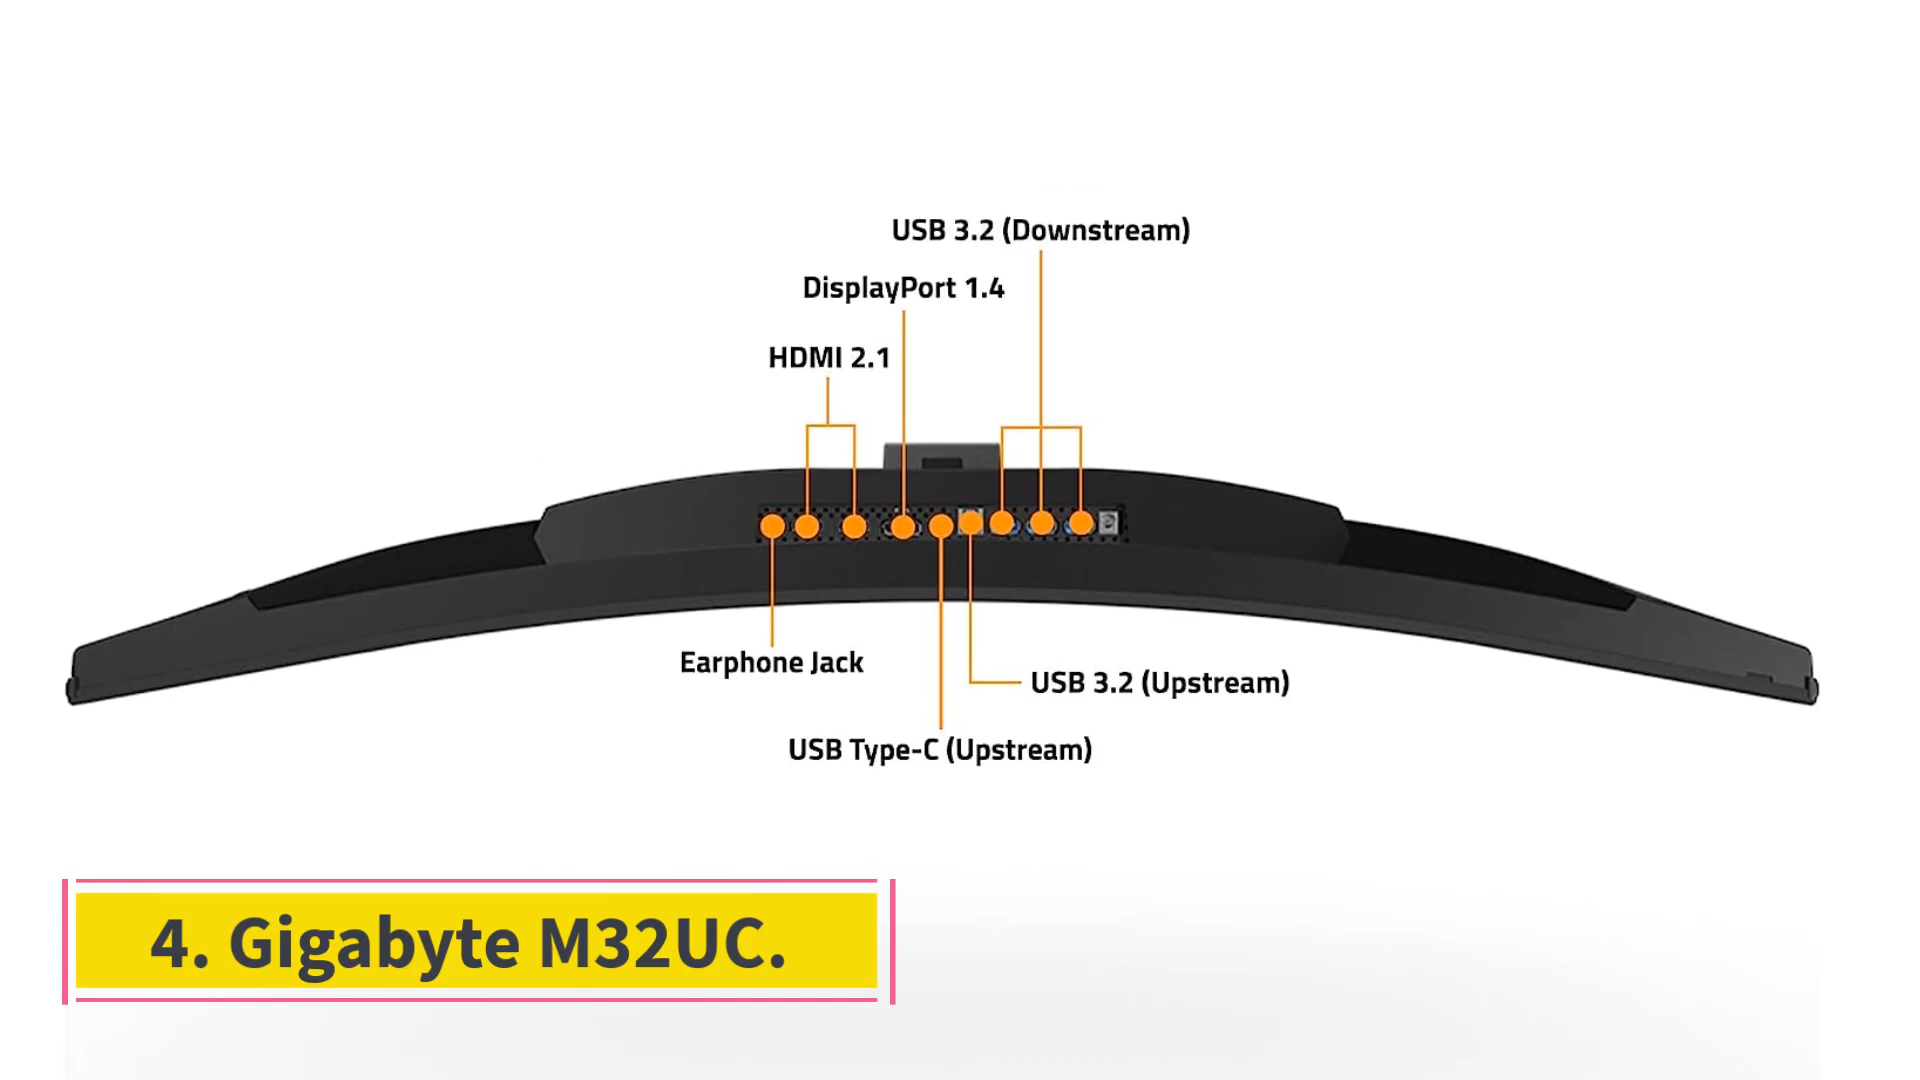 USB 3.2 (Downstream)
DisplayPort 1.4
HDMI 2.1
Earphone Jack
USB 3.2 (Upstream)
USB Type-C (Upstream)
4. Gigabyte M32UC.